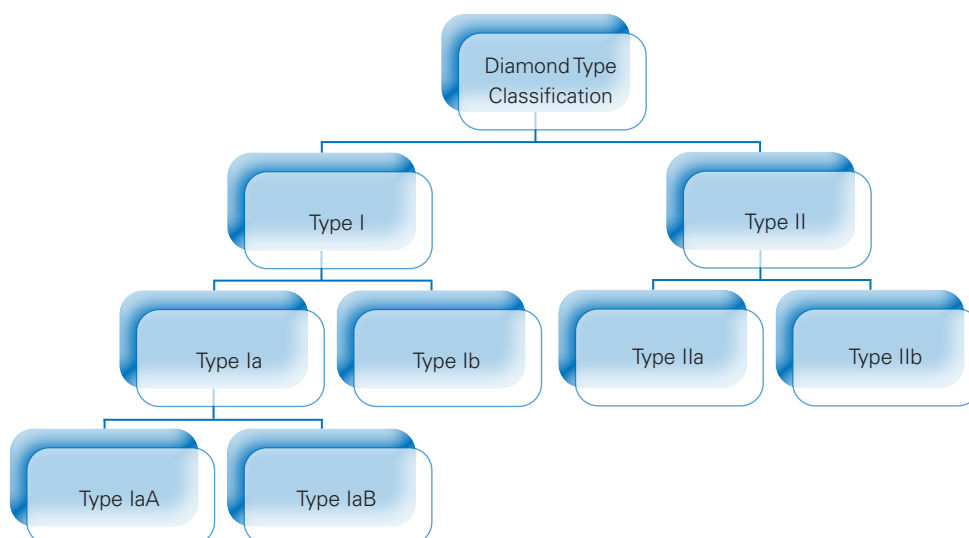 Diamond Type
Classification
Type I
Type II
Type Ia
Type Ib
Type IIa
Type IIb
Type IaA
Type IaB